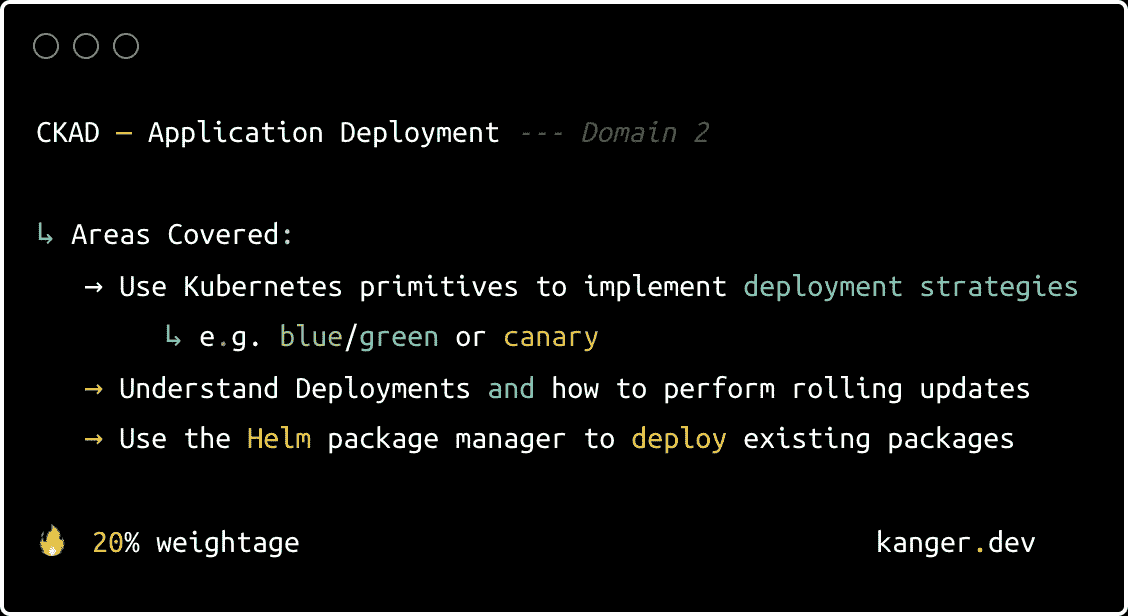 CKAD – Application Deployment --- Domain 2
↳ Areas Covered:
→ Use Kubernetes primitives to implement deployment strategies
↳ e.g. blue/green or canary
→ Understand Deployments and how to perform rolling updates
→ Use the Helm package manager to deploy existing packages
🔥 20% weightage
kanger.dev